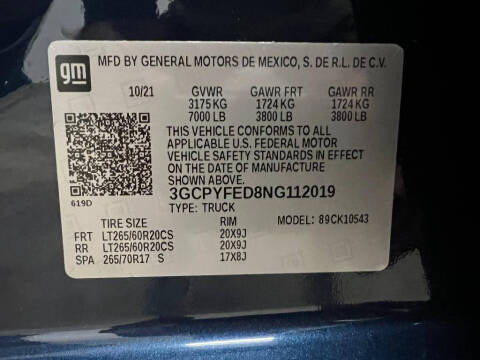 gm
MFD BY GENERAL MOTORS DE MEXICO, S. DE R.L. DE C.V.
10/21 GVWR GAWR FRT GAWR RR
3175 KG 1724 KG 1724 KG
7000 LB 3800 LB 3800 LB
THIS VEHICLE CONFORMS TO ALL
APPLICABLE U.S. FEDERAL MOTOR
VEHICLE SAFETY STANDARDS IN EFFECT
ON THE DATE OF MANUFACTURE
SHOWN ABOVE.
3GCPYFED8NG112019
619D TYPE: TRUCK
TIRE SIZE RIM MODEL: 89CK10543
FRT LT265/60R20CS 20X9J
RR LT265/60R20CS 20X9J
SPA 265/70R17 S 17X8J